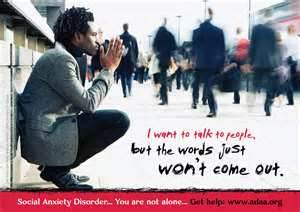 I want to talk to people,
but the words just
won't come out.
Social Anxiety Disorder... You are not alone... Get help: www.adaa.org